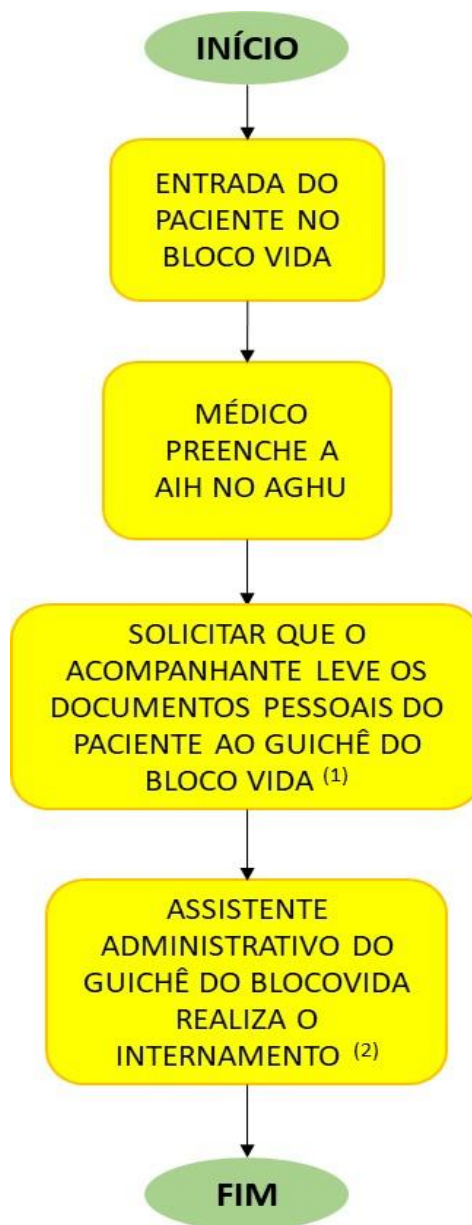 INÍCIO
ENTRADA DO
PACIENTE NO
BLOCO VIDA
MÉDICO
PREENCHE A
AIH NO AGHU
SOLICITAR QUE O
ACOMPANHANTE LEVE OS
DOCUMENTOS PESSOAIS DO
PACIENTE AO GUICHÊ DO
BLOCO VIDA (1)
ASSISTENTE
ADMINISTRATIVO DO
GUICHÊ DO BLOCOVIDA
REALIZA O
INTERNAMENTO (2)
FIM